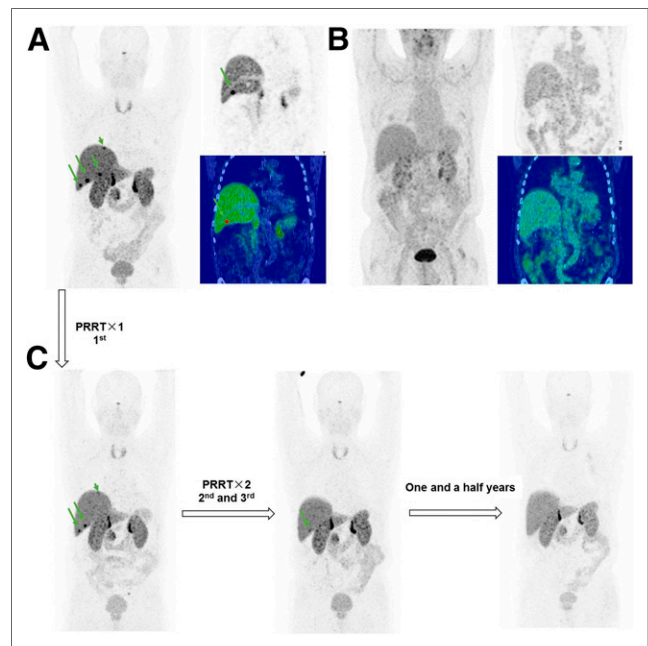 A
B
PRRT×1
1st
C
PRRT×2
2nd and 3rd
One and a half years